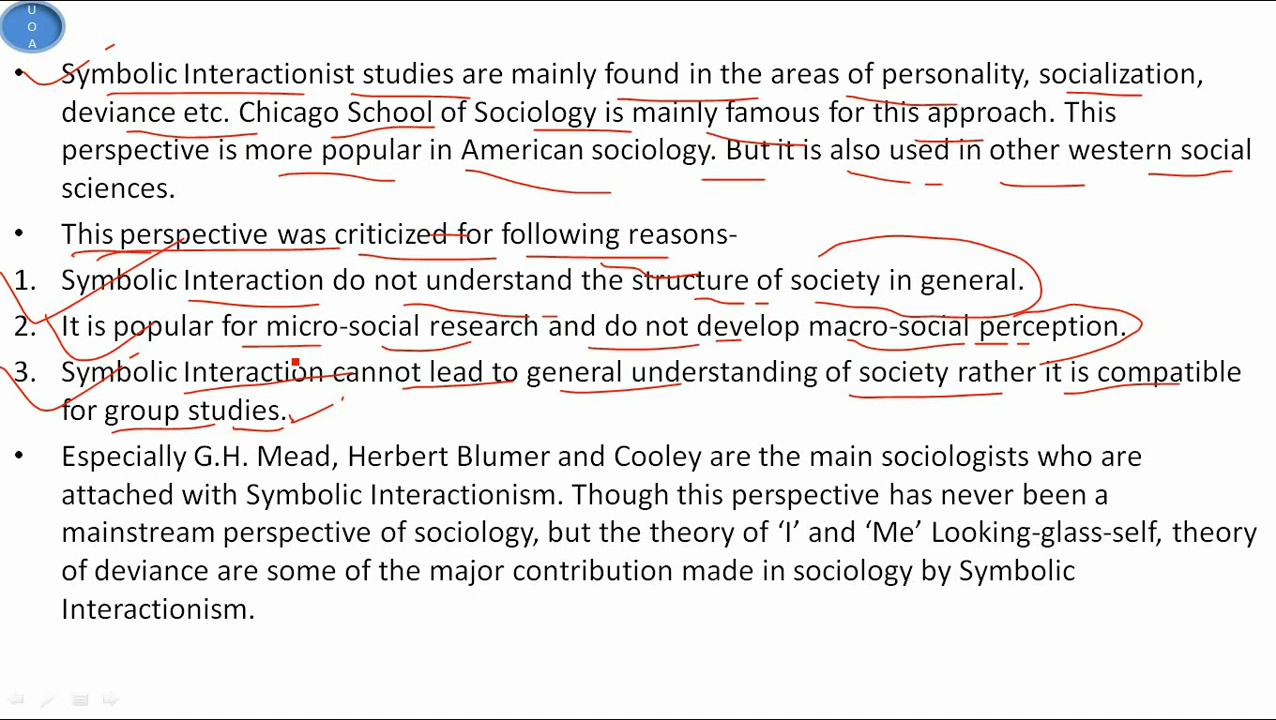 U
O
A
• Symbolic Interactionist studies are mainly found in the areas of personality, socialization,
deviance etc. Chicago School of Sociology is mainly famous for this approach. This
perspective is more popular in American sociology. But it is also used in other western social
sciences.
• This perspective was criticized for following reasons-
1. Symbolic Interaction do not understand the structure of society in general.
2. It is popular for micro-social research and do not develop macro-social perception.
3. Symbolic Interaction cannot lead to general understanding of society rather it is compatible
for group studies.
• Especially G.H. Mead, Herbert Blumer and Cooley are the main sociologists who are
attached with Symbolic Interactionism. Though this perspective has never been a
mainstream perspective of sociology, but the theory of ‘I’ and ‘Me’ Looking-glass-self, theory
of deviance are some of the major contribution made in sociology by Symbolic
Interactionism.